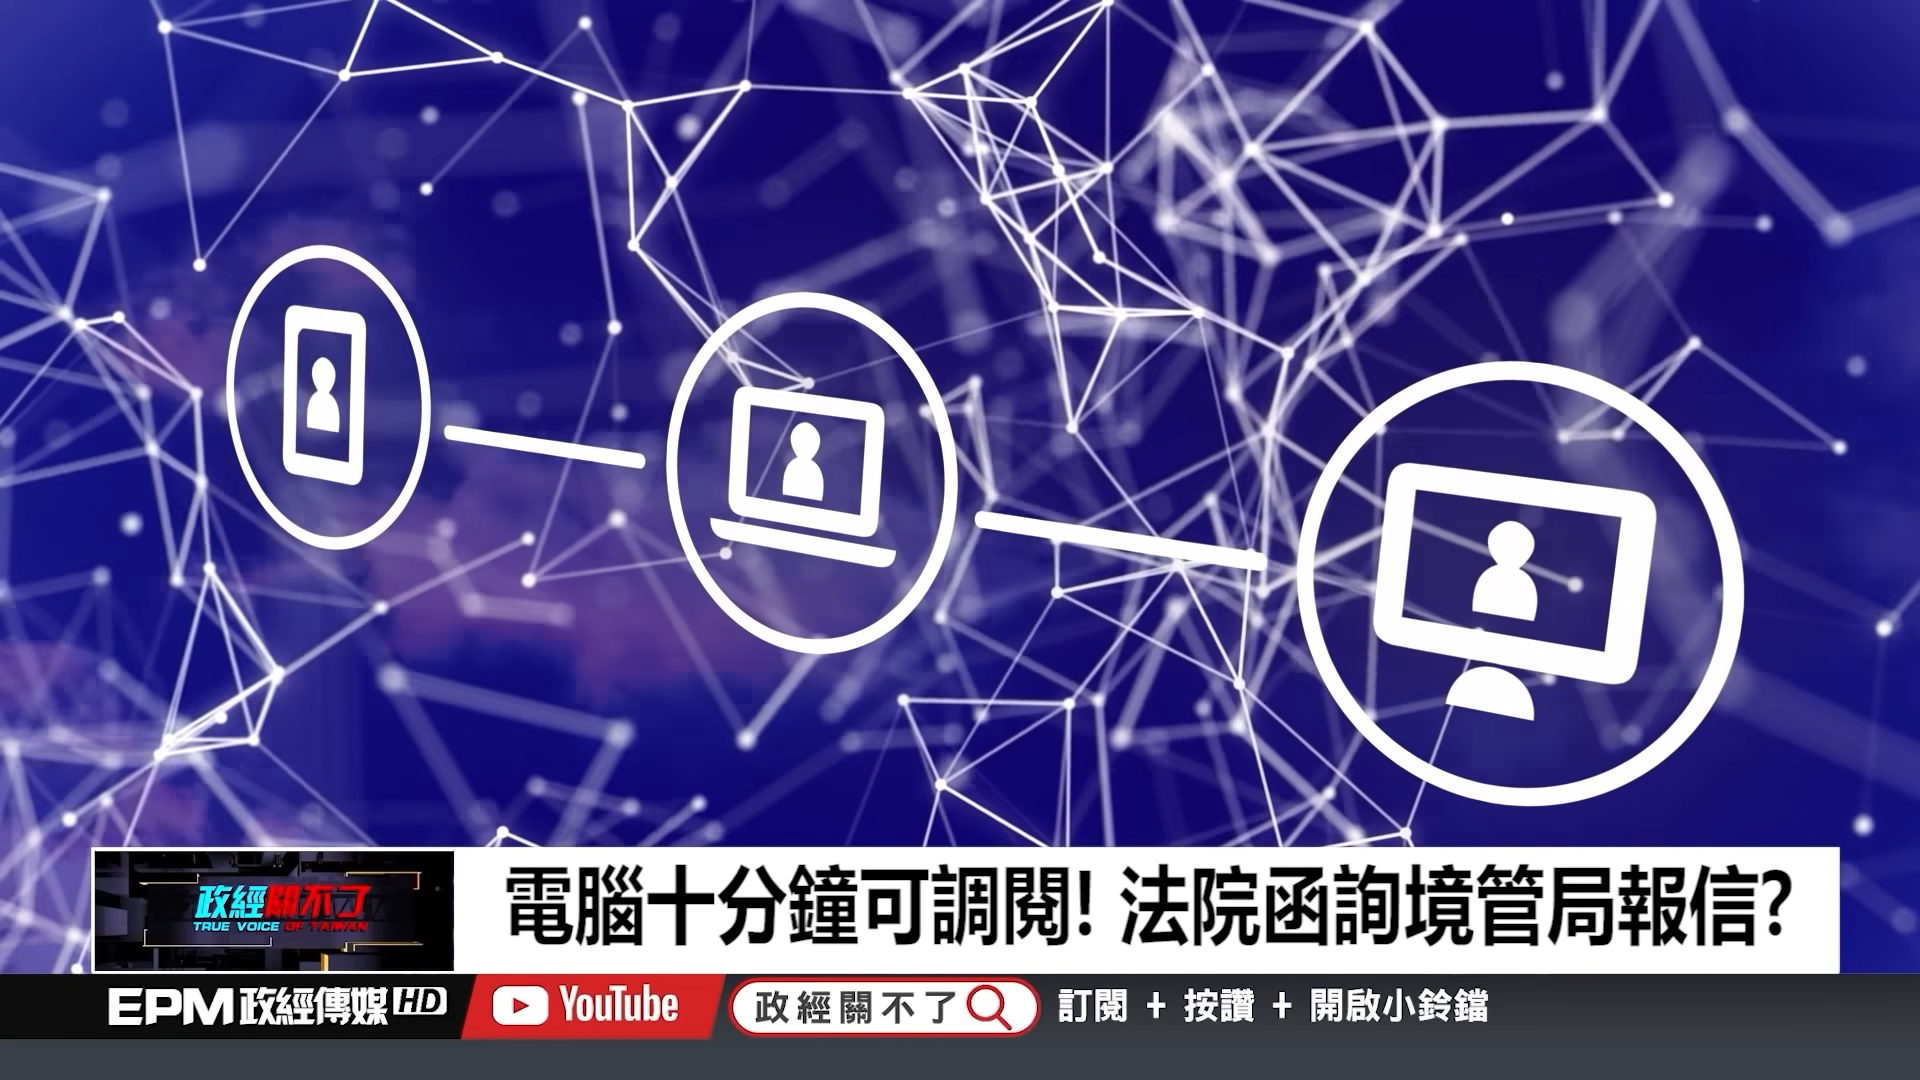 電腦十分鐘可調閱! 法院函詢境管局報信?
政經關不了
TRUE VOICE OF TAIWAN
EPM政經傳媒HD
YouTube
政經關不了
訂閱 + 按讚 + 開啟小鈴鐺